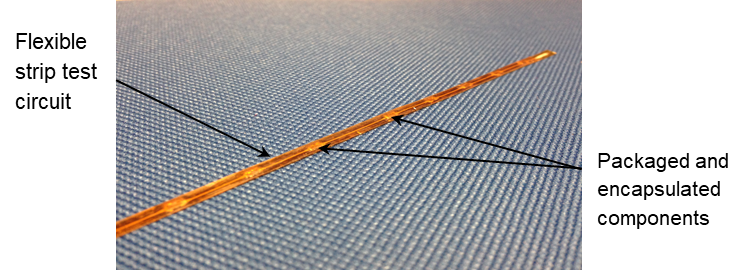 Flexible
strip test
circuit
Packaged and
encapsulated
components